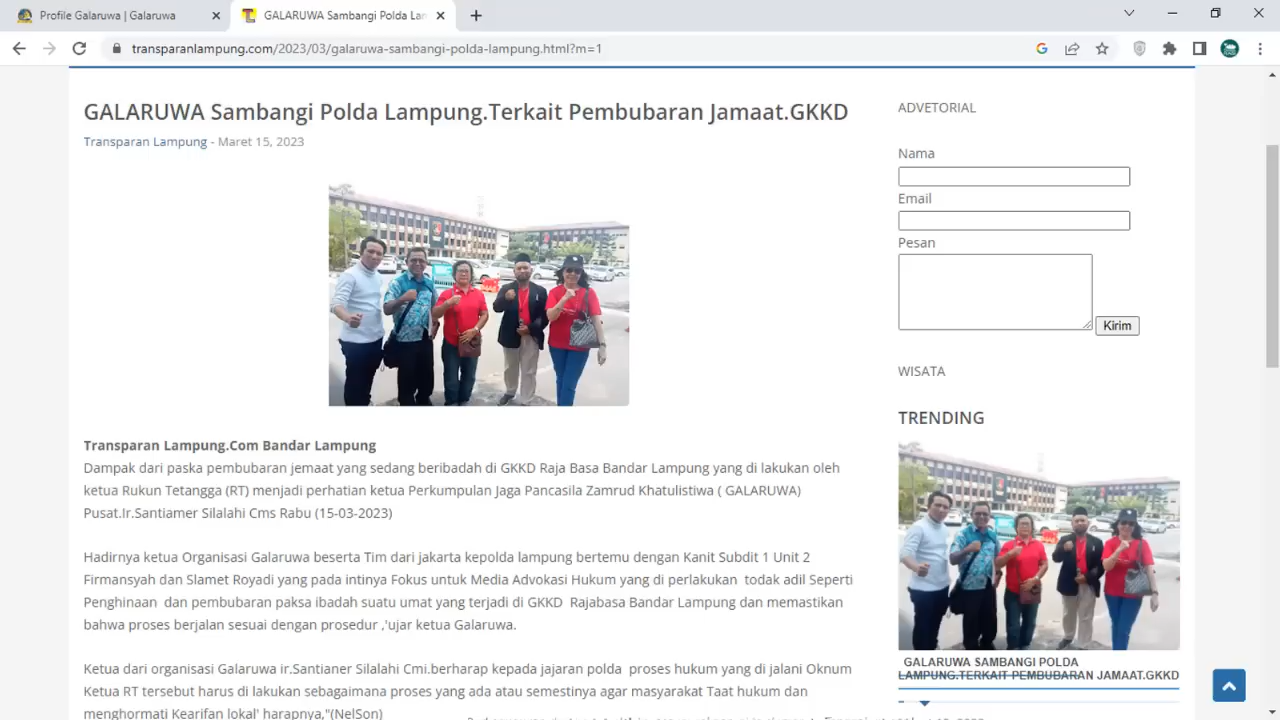 Profile Galaruwa | Galaruwa
GALARUWA Sambangi Polda Lan
transparanlampung.com/2023/03/galaruwa-sambangi-polda-lampung.html?m=1
GALARUWA Sambangi Polda Lampung.Terkait Pembubaran Jamaat.GKKD
Transparan Lampung - Maret 15, 2023
Transparan Lampung.Com Bandar Lampung
Dampak dari paska pembubaran jemaat yang sedang beribadah di GKKD Raja Basa Bandar Lampung yang di lakukan oleh
ketua Rukun Tetangga (RT) menjadi perhatian ketua Perkumpulan Jaga Pancasila Zamrud Khatulistiwa ( GALARUWA)
Pusat.Ir.Santiamer Silalahi Cms Rabu (15-03-2023)
Hadirnya ketua Organisasi Galaruwa beserta Tim dari jakarta kepolda lampung bertemu dengan Kanit Subdit 1 Unit 2
Firmansyah dan Slamet Royadi yang pada intinya Fokus untuk Media Advokasi Hukum yang di perlakukan todak adil Seperti
Penghinaan dan pembubaran paksa ibadah suatu umat yang terjadi di GKKD Rajabasa Bandar Lampung dan memastikan
bahwa proses berjalan sesuai dengan prosedur ,'ujar ketua Galaruwa.
Ketua dari organisasi Galaruwa ir.Santianer Silalahi Cmi.berharap kepada jajaran polda proses hukum yang di jalani Oknum
Ketua RT tersebut harus di lakukan sebagaimana proses yang ada atau semestinya agar masyarakat Taat hukum dan
menghormati Kearifan lokal' harapnya,"(NelSon)
ADVETORIAL
Nama
Email
Pesan
Kirim
WISATA
TRENDING
GALARUWA SAMBANGI POLDA
LAMPUNG.TERKAIT PEMBUBARAN JAMAAT.GKKD